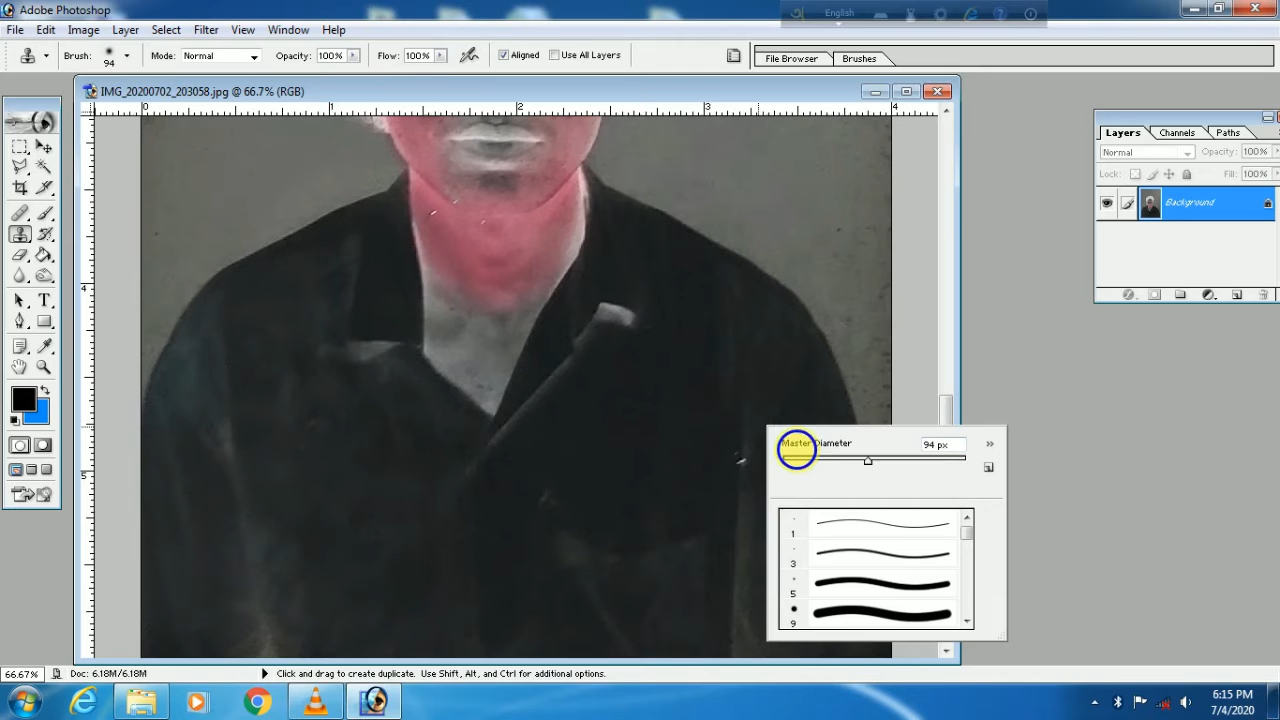 Adobe Photoshop
English
File Edit Image Layer Select Filter View Window Help
Brush: 94 Mode: Normal Opacity: 100% Flow: 100% Aligned Use All Layers File Browser Brushes
IMG_20200702_203058.jpg @ 66.7% (RGB)
0 1 2 3 4
Layers Channels Paths
Normal Opacity: 100%
Lock: Fill: 100%
Background
4
5
Master Diameter 94 px
1
3
5
9
66.67% Doc: 6.18M/6.18M Click and drag to create duplicate. Use Shift, Alt, and Ctrl for additional options.
6:15 PM
7/4/2020